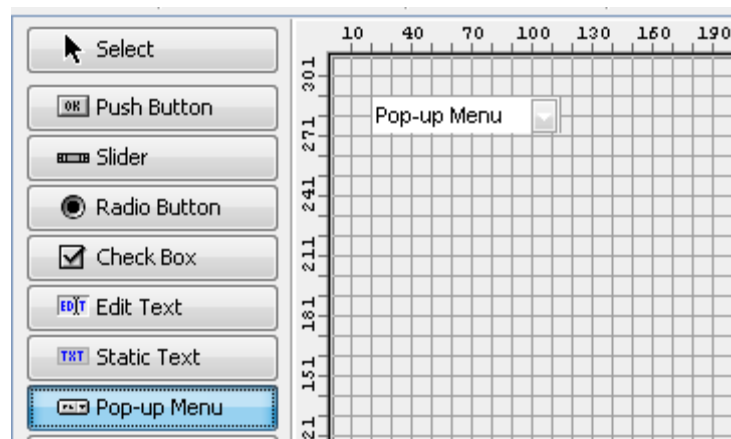 Select
OK Push Button
Slider
Radio Button
Check Box
EDIT Edit Text
TXT Static Text
Pop-up Menu
10 40 70 100 130 160 190
301
271
241
211
181
151
121
Pop-up Menu